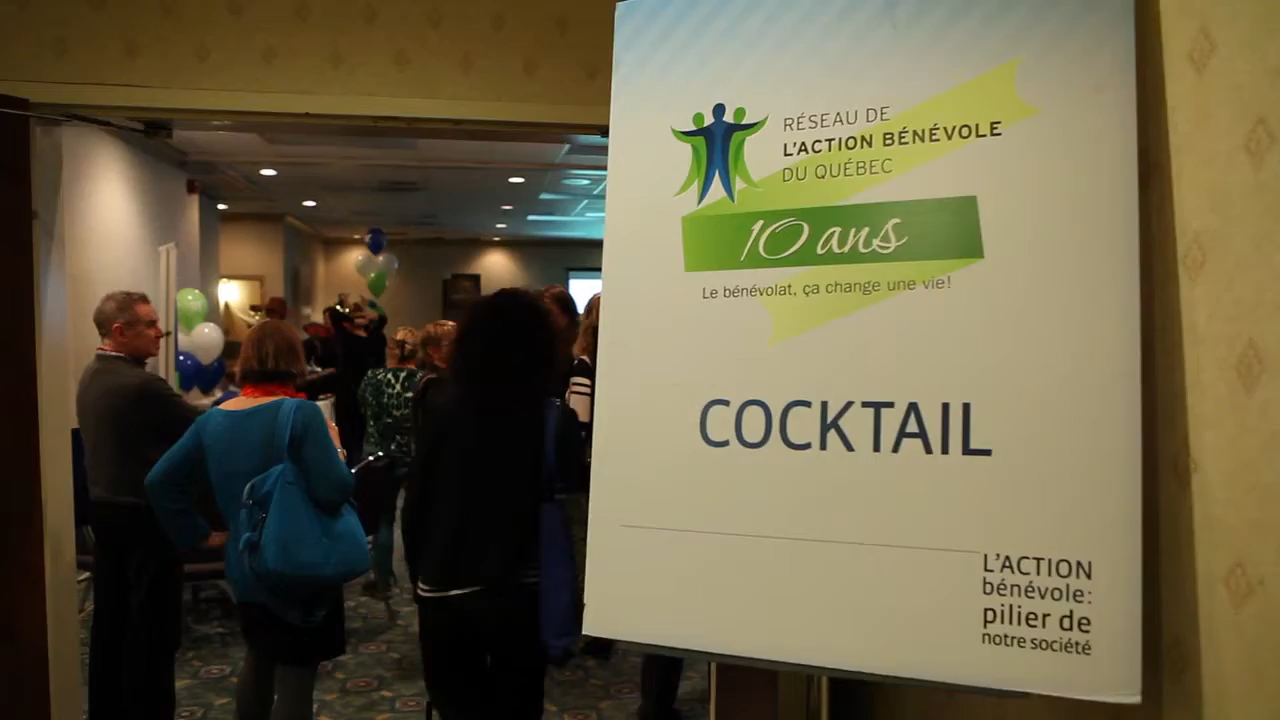 RÉSEAU DE
L'ACTION BÉNÉVOLE
DU QUÉBEC
10 ans
Le bénévolat, ça change une vie!
COCKTAIL
L'ACTION
bénévole:
pilier de
notre société